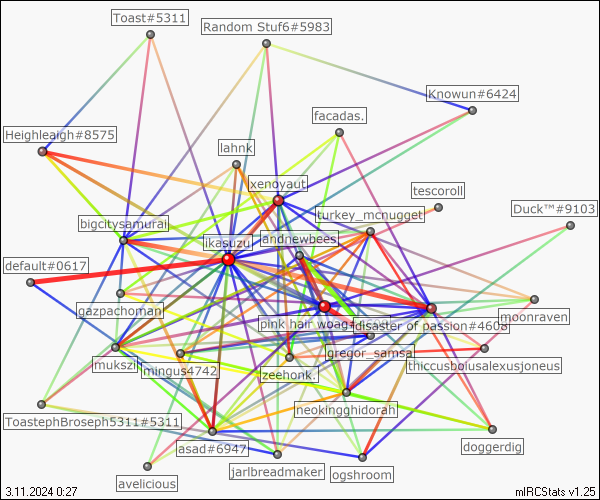 Toast#5311
Random Stuf6#5983
Knowun#6424
facadas.
Heighleaigh#8575
lahnk
xenoyaut
tescoroll
turkey_mcnugget
Duck™#9103
bigcitysamurai
ikasuzu
andnewbees
default#0617
gazpachoman
pink hair woag
disaster of passion#4608
moonraven
mukszi
mingus4742
gregor_samsa
zeehonk.
thiccusboiusalexusjoneus
neokingghidorah
ToastephBroseph5311#5311
asad#6947
doggerdig
avelicious
jarlbreadmaker
ogshroom
3.11.2024 0:27
mIRCStats v1.25